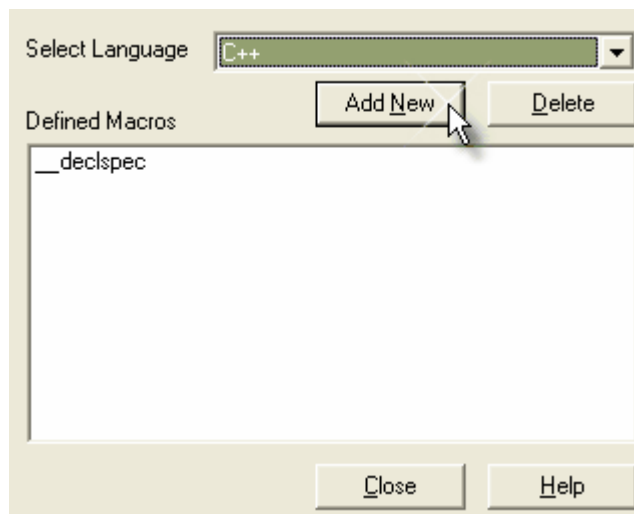 Select Language C++
Add New Delete
Defined Macros
__declspec
Close Help